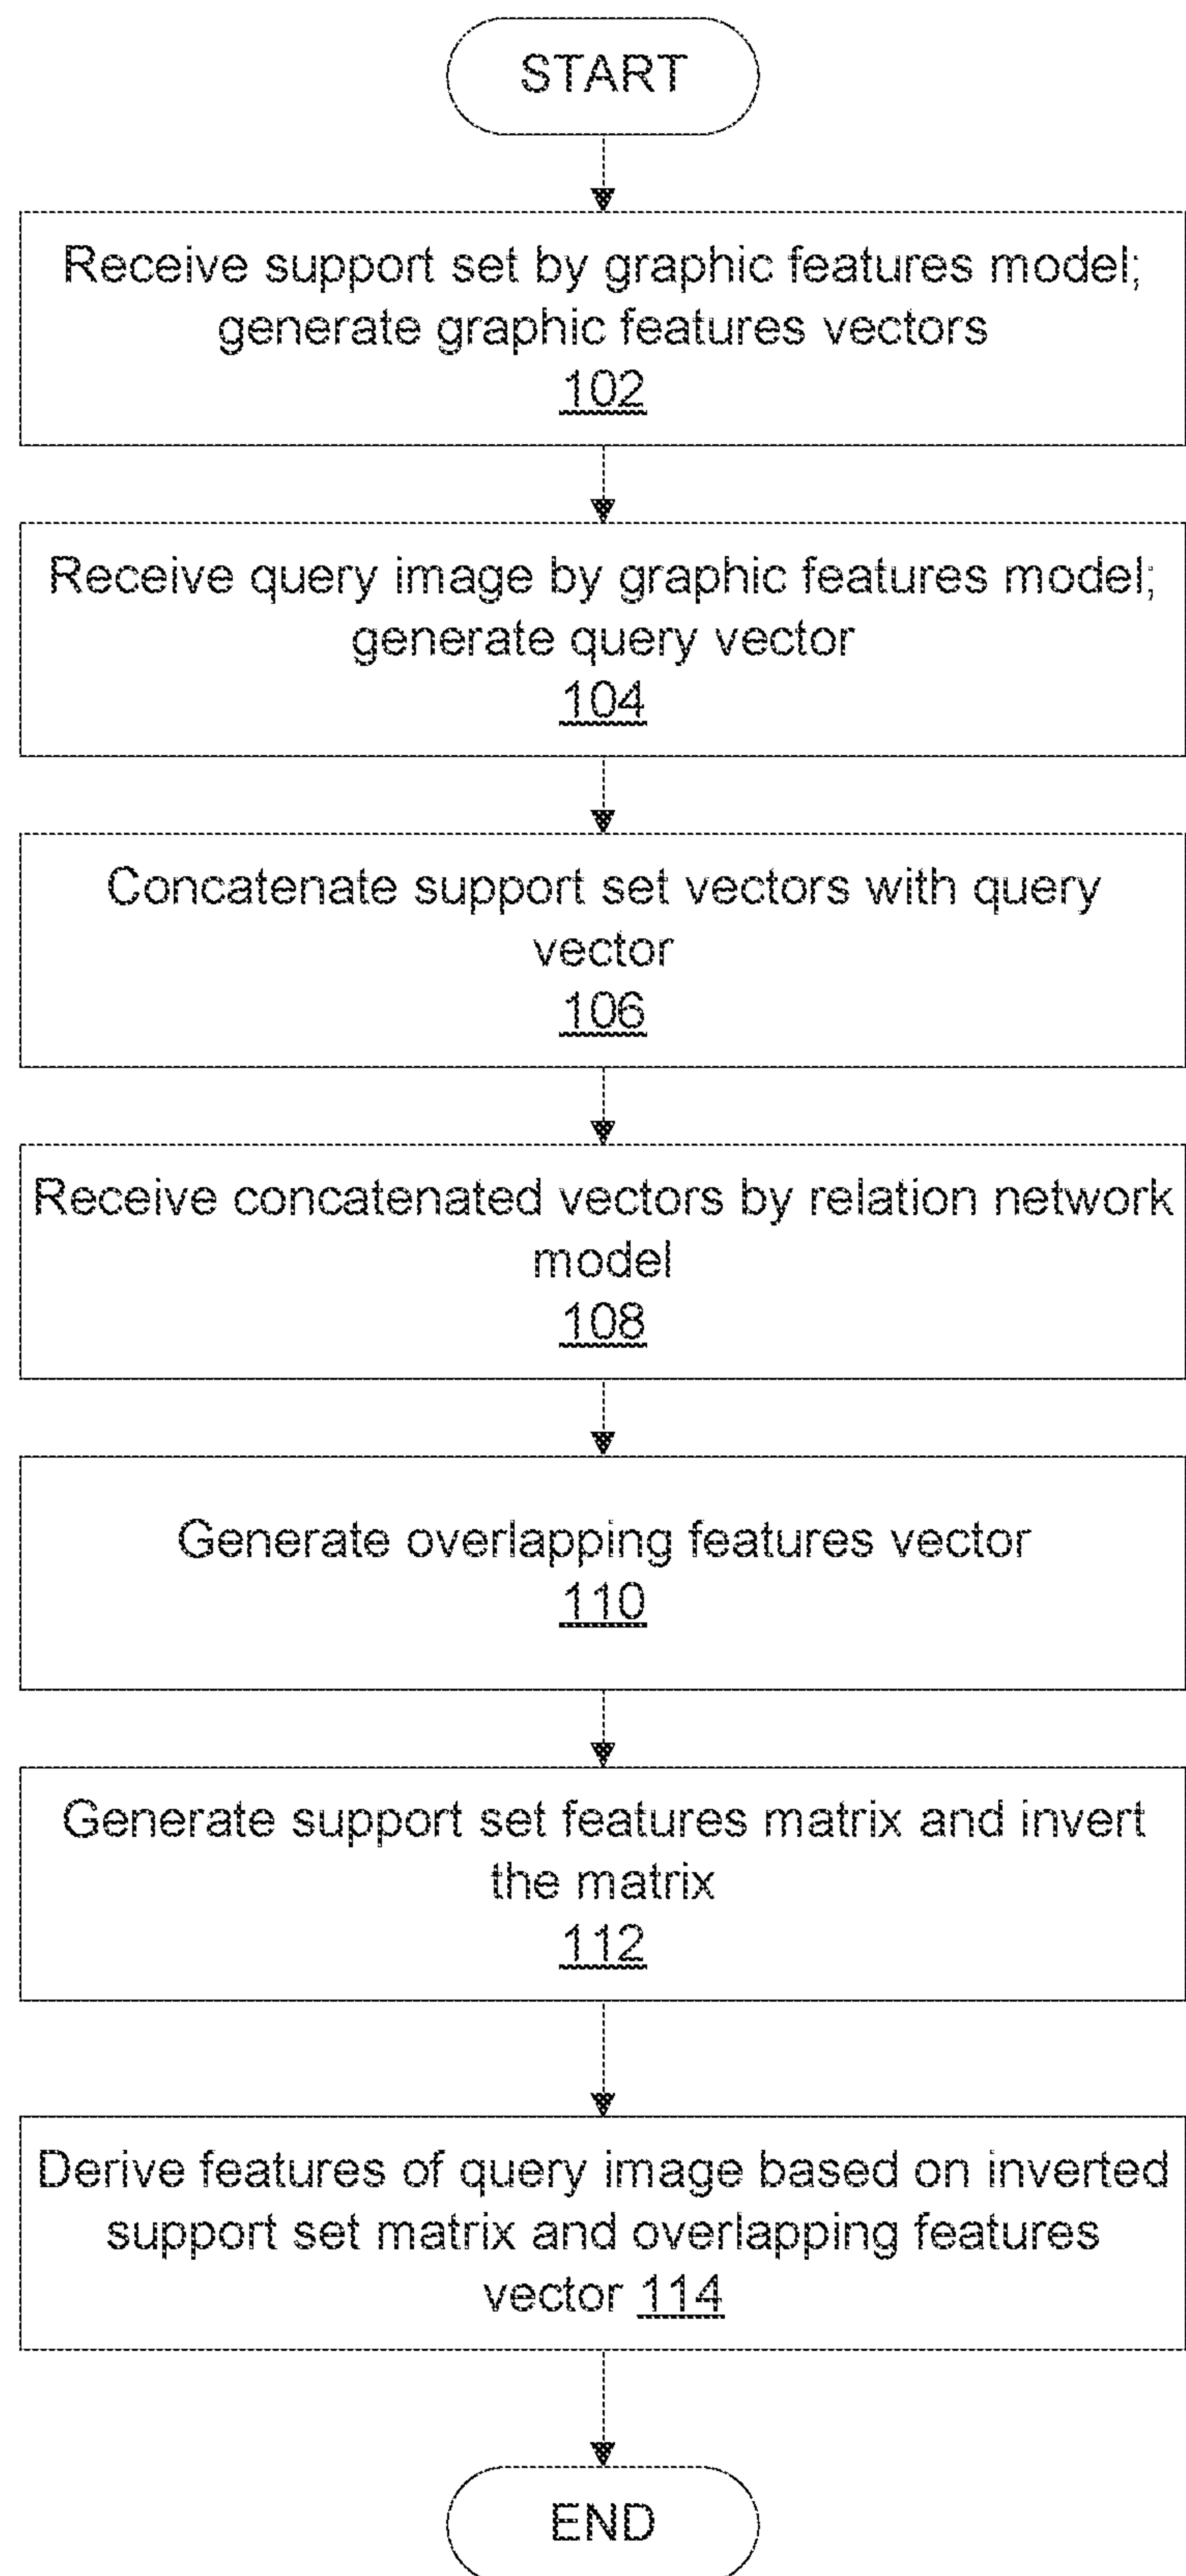 START
Receive support set by graphic features model;
generate graphic features vectors
102
Receive query image by graphic features model;
generate query vector
104
Concatenate support set vectors with query
vector
106
Receive concatenated vectors by relation network
model
108
Generate overlapping features vector
110
Generate support set features matrix and invert
the matrix
112
Derive features of query image based on inverted
support set matrix and overlapping features
vector 114
END